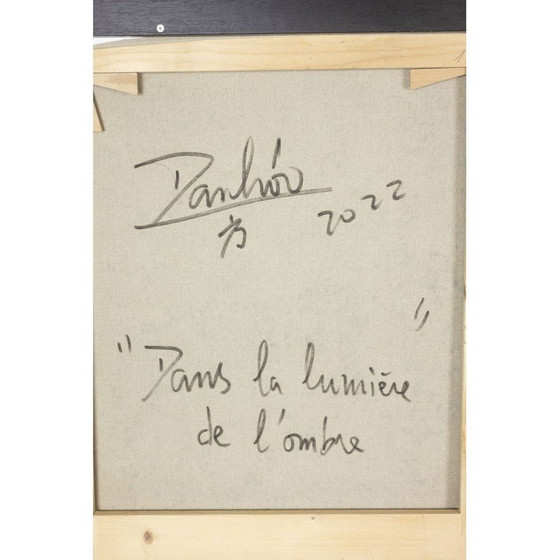 Danhôo
2022
"Dans la lumière"
de l'ombre